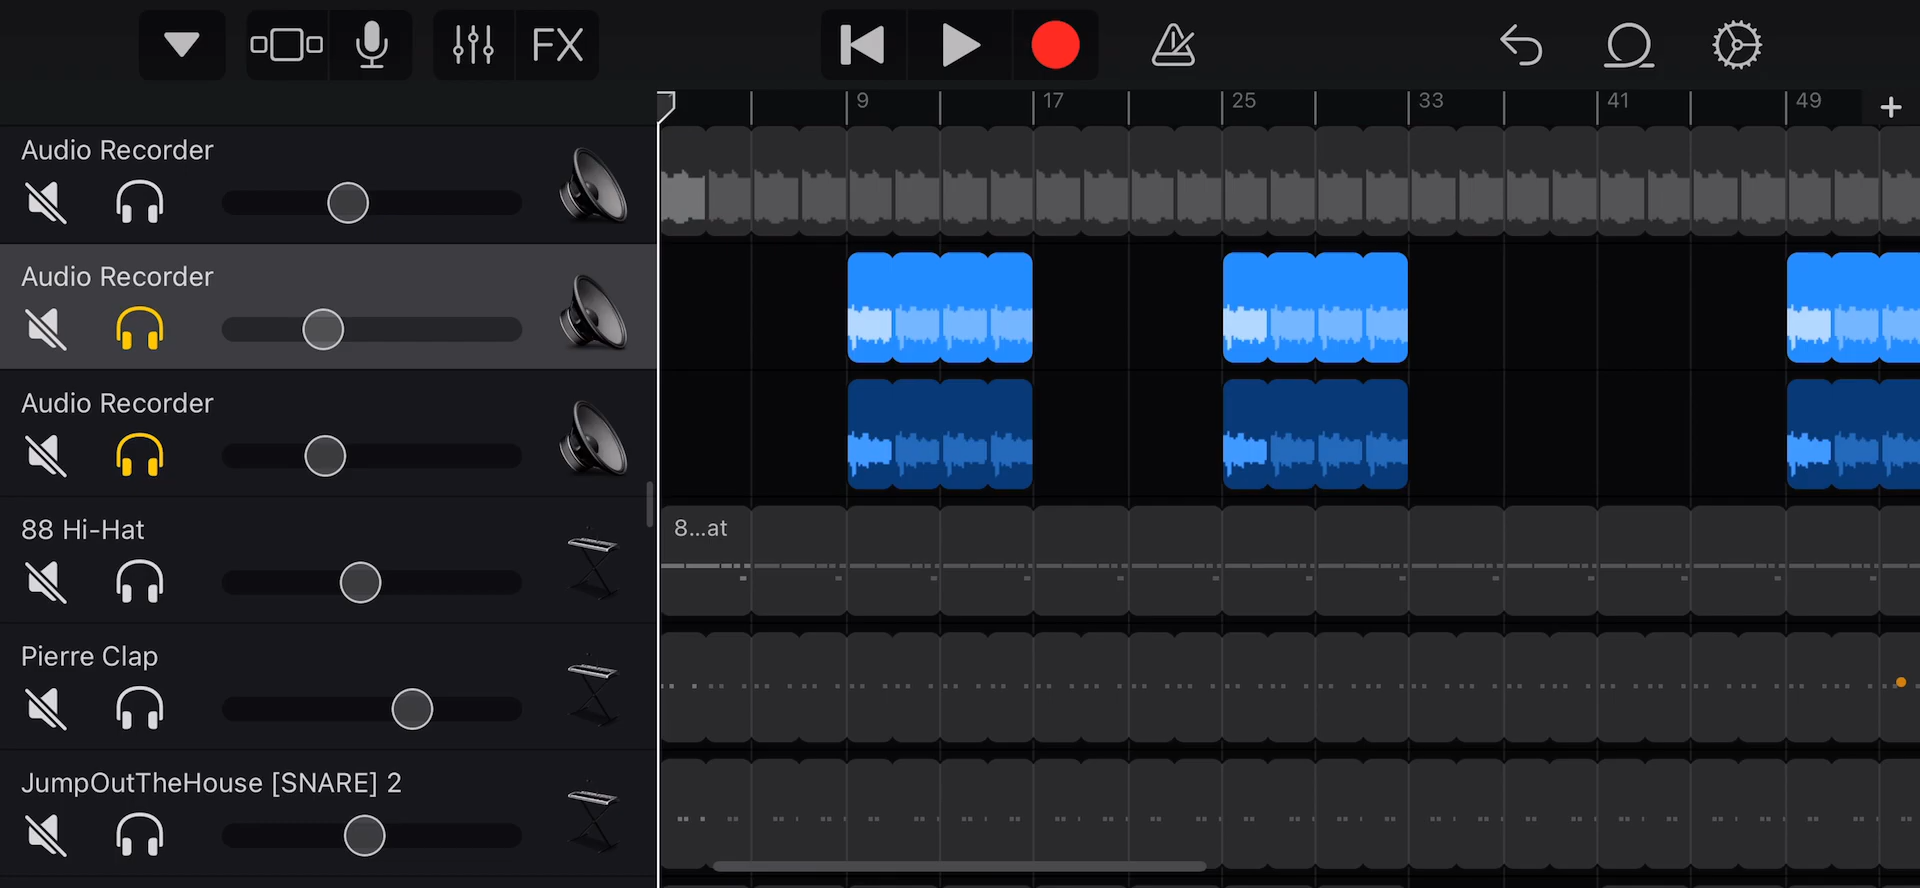 FX
9 17 25 33 41 49 +
Audio Recorder
Audio Recorder
Audio Recorder
88 Hi-Hat
8...at
Pierre Clap
JumpOutTheHouse [SNARE] 2